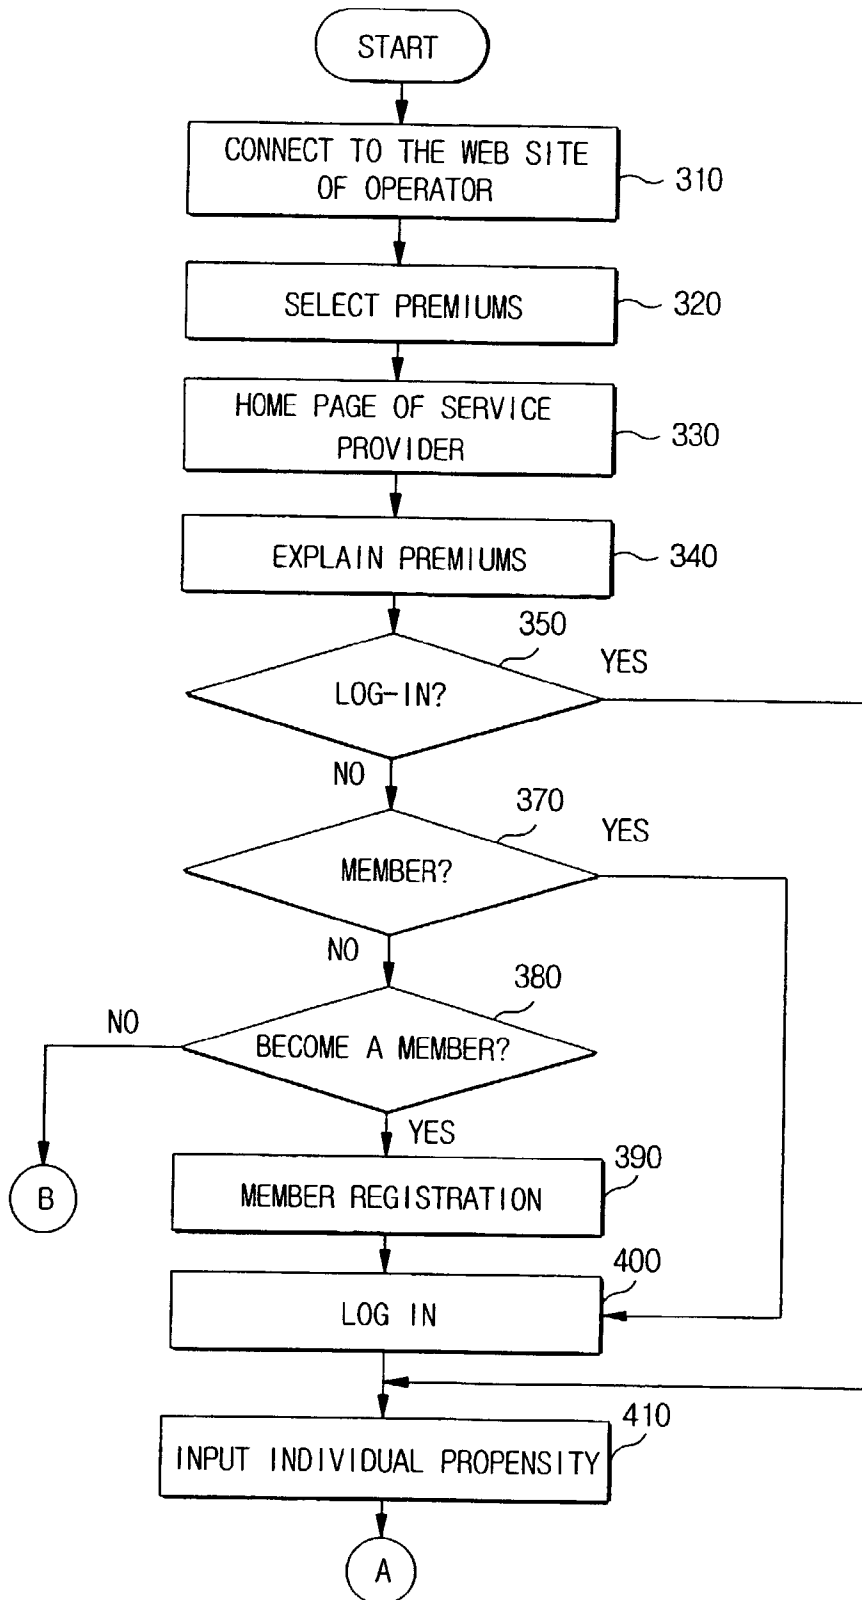 START
CONNECT TO THE WEB SITE
OF OPERATOR
310
SELECT PREMIUMS
320
HOME PAGE OF SERVICE
PROVIDER
330
EXPLAIN PREMIUMS
340
350
YES
LOG-IN?
NO
370
YES
MEMBER?
NO
380
NO
BECOME A MEMBER?
YES
B
390
MEMBER REGISTRATION
400
LOG IN
410
INPUT INDIVIDUAL PROPENSITY
A